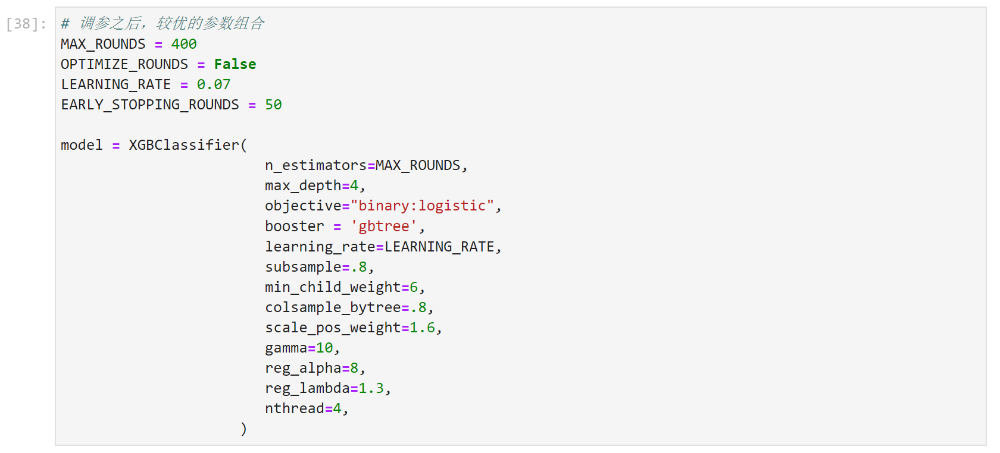 [38]: # 调参之后，较优的参数组合
MAX_ROUNDS = 400
OPTIMIZE_ROUNDS = False
LEARNING_RATE = 0.07
EARLY_STOPPING_ROUNDS = 50
model = XGBClassifier(
n_estimators=MAX_ROUNDS,
max_depth=4,
objective="binary:logistic",
booster = 'gbtree',
learning_rate=LEARNING_RATE,
subsample=.8,
min_child_weight=6,
colsample_bytree=.8,
scale_pos_weight=1.6,
gamma=10,
reg_alpha=8,
reg_lambda=1.3,
nthread=4,
)